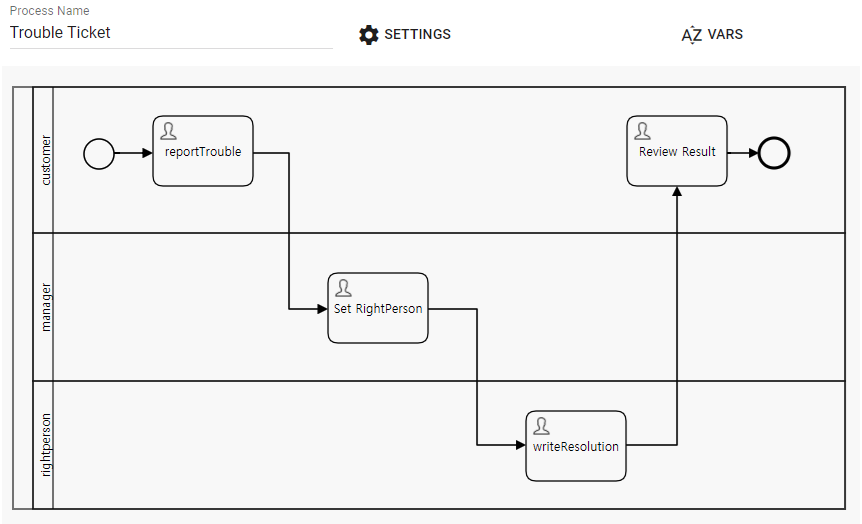 Process Name
Trouble Ticket
SETTINGS
VARS
customer
reportTrouble
Review Result
manager
Set RightPerson
rightperson
writeResolution